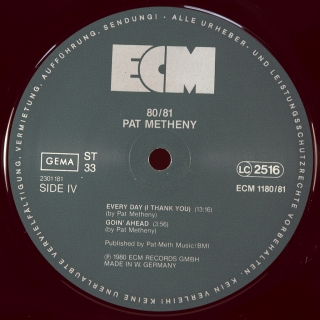 ECM
80/81
PAT METHENY
GEMA
ST
33
LC 2516
2301181
SIDE IV
ECM 1180/81
EVERY DAY (I THANK YOU) (13:16)
(by Pat Metheny)
GOIN' AHEAD (3:56)
(by Pat Metheny)
Published by Pat-Meth Music/BMI
℗ 1980 ECM RECORDS GMBH
MADE IN W. GERMANY
ALLE URHEBER- UND LEISTUNGSSCHUTZRECHTE VORBEHALTEN. KEIN VERLEIH! KEINE UNERLAUBTE VERVIELFÄLTIGUNG, VERMIETUNG, AUFFÜHRUNG, SENDUNG!